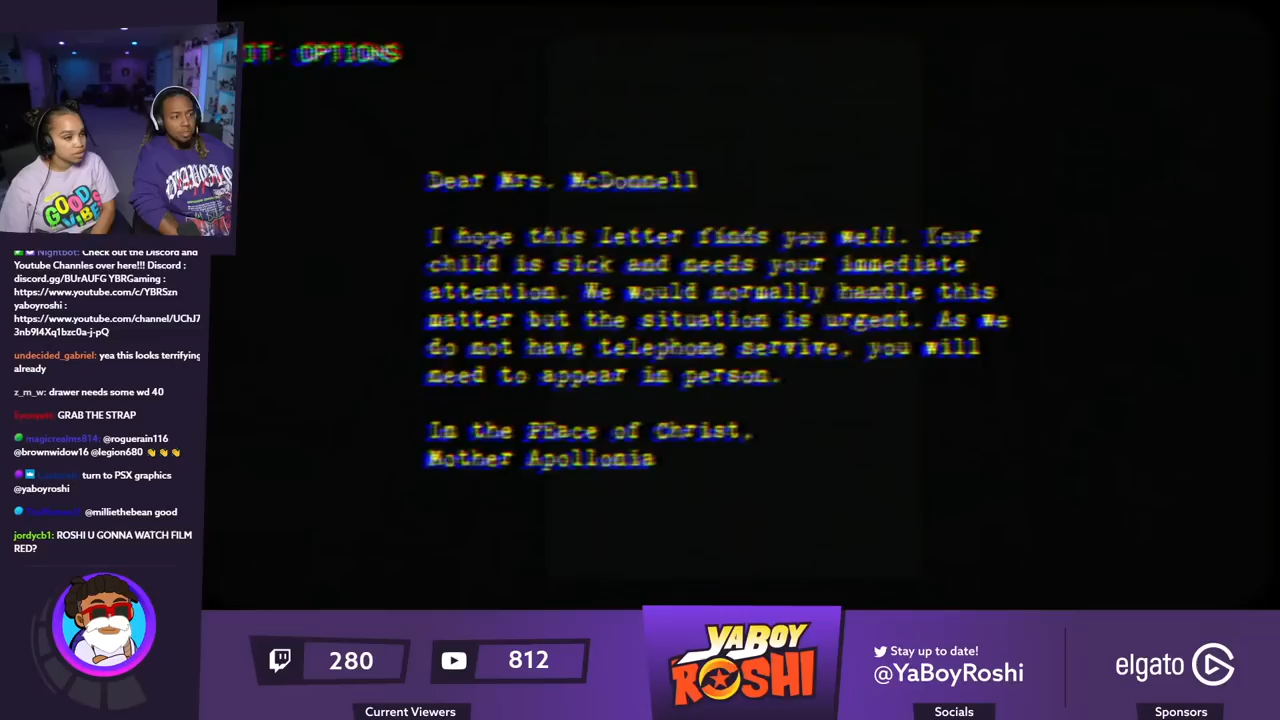 IT: OPTIONS
Dear Mrs. McDonnell
I hope this letter finds you well. Your
child is sick and needs your immediate
attention. We would normally handle this
matter but the situation is urgent. As we
do not have telephone servive, you will
need to appear in person.
In the PEace of Christ,
Mother Apollonia
GOOD
VIBE
Nightbot: Check out the Discord and
Youtube Channles over here!!! Discord :
discord.gg/BUrAUFG YBRGaming :
https://www.youtube.com/c/YBRSzn
yaboyroshi :
https://www.youtube.com/channel/UChJ7
3nb9I4Xq1bzc0a-j-pQ
undecided_gabriel: yea this looks terrifying
already
z_m_w: drawer needs some wd 40
GRAB THE STRAP
magicrealms814: @roguerain116
@brownwidow16 @legion680
turn to PSX graphics
@yaboyroshi
@milliethebean good
jordycb1: ROSHI U GONNA WATCH FILM
RED?
280
812
Current Viewers
YABOY
ROSHI
Stay up to date!
@YaBoyRoshi
Socials
elgato
Sponsors